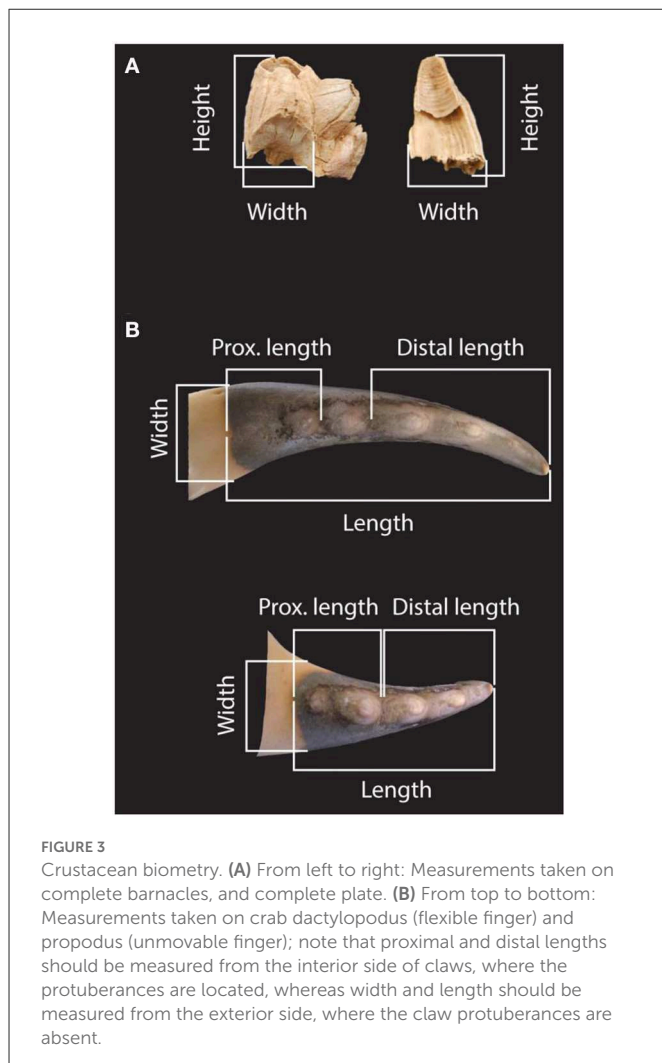 A
Height
Height
Width
Width
B
Prox. length
Distal length
Width
Length
Prox. length
Distal length
Width
Length
FIGURE 3
Crustacean biometry. (A) From left to right: Measurements taken on
complete barnacles, and complete plate. (B) From top to bottom:
Measurements taken on crab dactylopodus (flexible finger) and
propodus (unmovable finger); note that proximal and distal lengths
should be measured from the interior side of claws, where the
protuberances are located, whereas width and length should be
measured from the exterior side, where the claw protuberances are
absent.